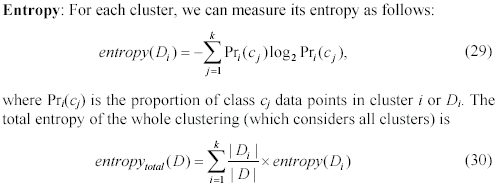 Entropy: For each cluster, we can measure its entropy as follows:
entropy(D_i) = −∑_{j=1}^{k} Pr_i(c_j) log_2 Pr_i(c_j), (29)
where Pr_i(c_j) is the proportion of class c_j data points in cluster i or D_i. The
total entropy of the whole clustering (which considers all clusters) is
entropy_{total}(D) = ∑_{i=1}^{k} |D_i| / |D| × entropy(D_i) (30)